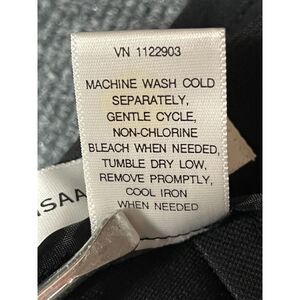 VN 1122903
MACHINE WASH COLD
SEPARATELY,
GENTLE CYCLE,
NON-CHLORINE
BLEACH WHEN NEEDED,
TUMBLE DRY LOW,
REMOVE PROMPTLY,
COOL IRON
WHEN NEEDED